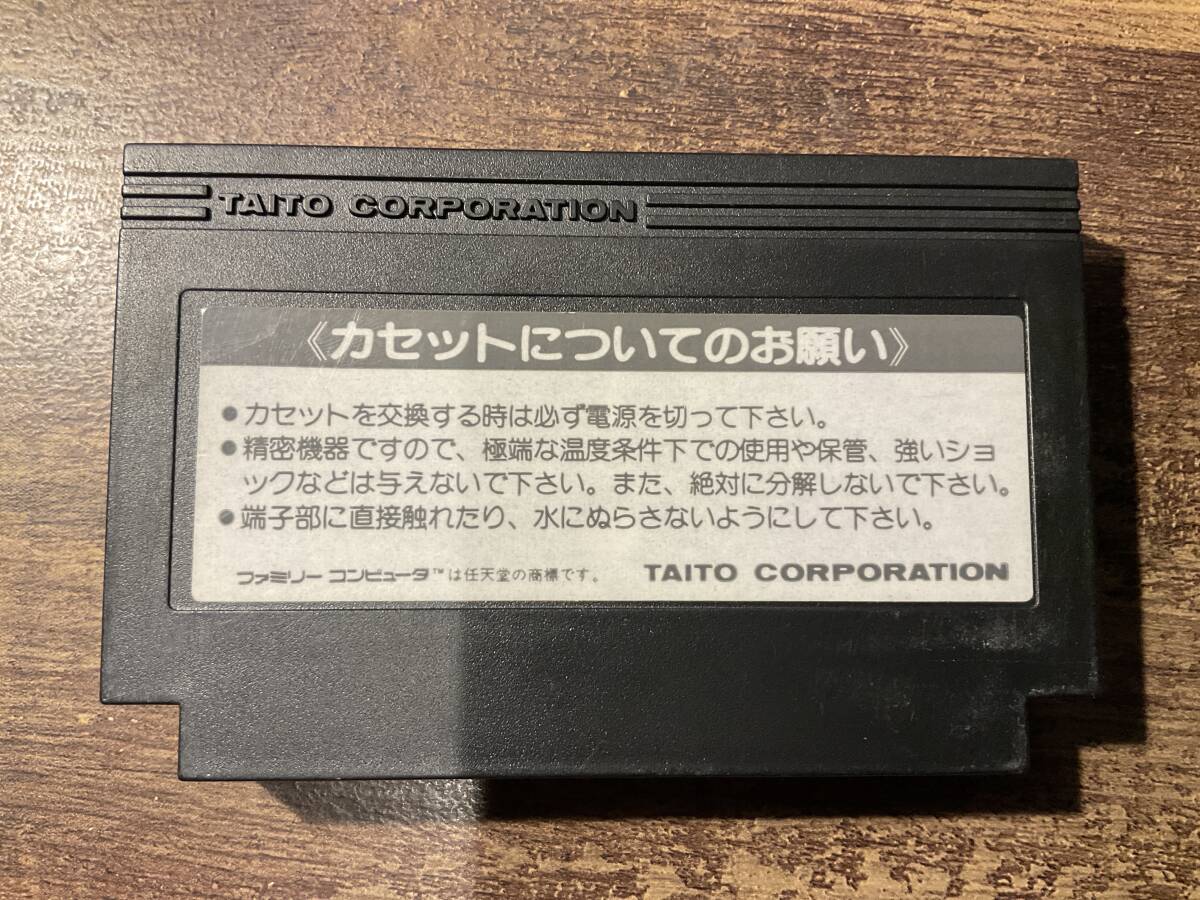 TAITO CORPORATION
《カセットについてのお願い》
●カセットを交換する時は必ず電源を切って下さい。
●精密機器ですので、極端な温度条件下での使用や保管、強いショ
ックなどは与えないで下さい。また、絶対に分解しないで下さい。
●端子部に直接触れたり、水にぬらさないようにして下さい。
ファミリー コンピュータ™は任天堂の商標です。 TAITO CORPORATION